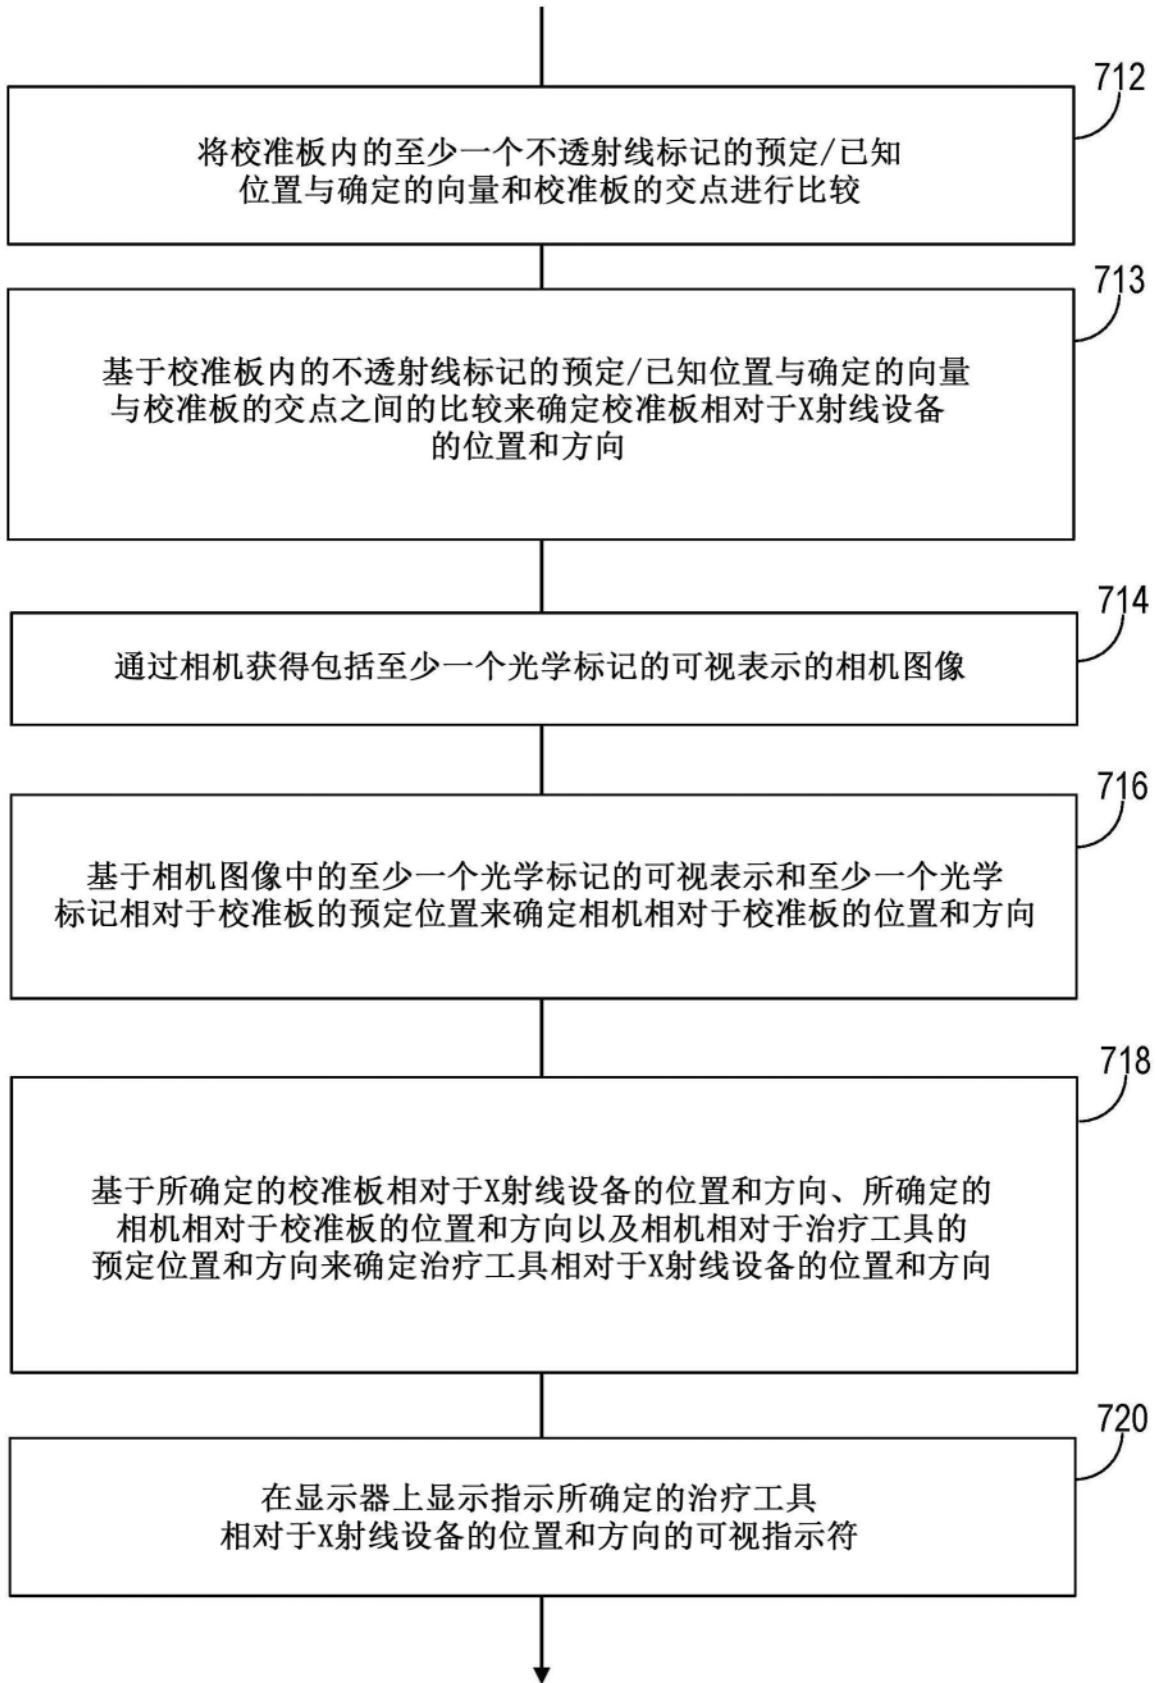 712
将校准板内的至少一个不透射线标记的预定/已知
位置与确定的向量和校准板的交点进行比较
713
基于校准板内的不透射线标记的预定/已知位置与确定的向量
与校准板的交点之间的比较来确定校准板相对于X射线设备
的位置和方向
714
通过相机获得包括至少一个光学标记的可视表示的相机图像
716
基于相机图像中的至少一个光学标记的可视表示和至少一个光学
标记相对于校准板的预定位置来确定相机相对于校准板的位置和方向
718
基于所确定的校准板相对于X射线设备的位置和方向、所确定的
相机相对于校准板的位置和方向以及相机相对于治疗工具的
预定位置和方向来确定治疗工具相对于X射线设备的位置和方向
720
在显示器上显示指示所确定的治疗工具
相对于X射线设备的位置和方向的可视指示符